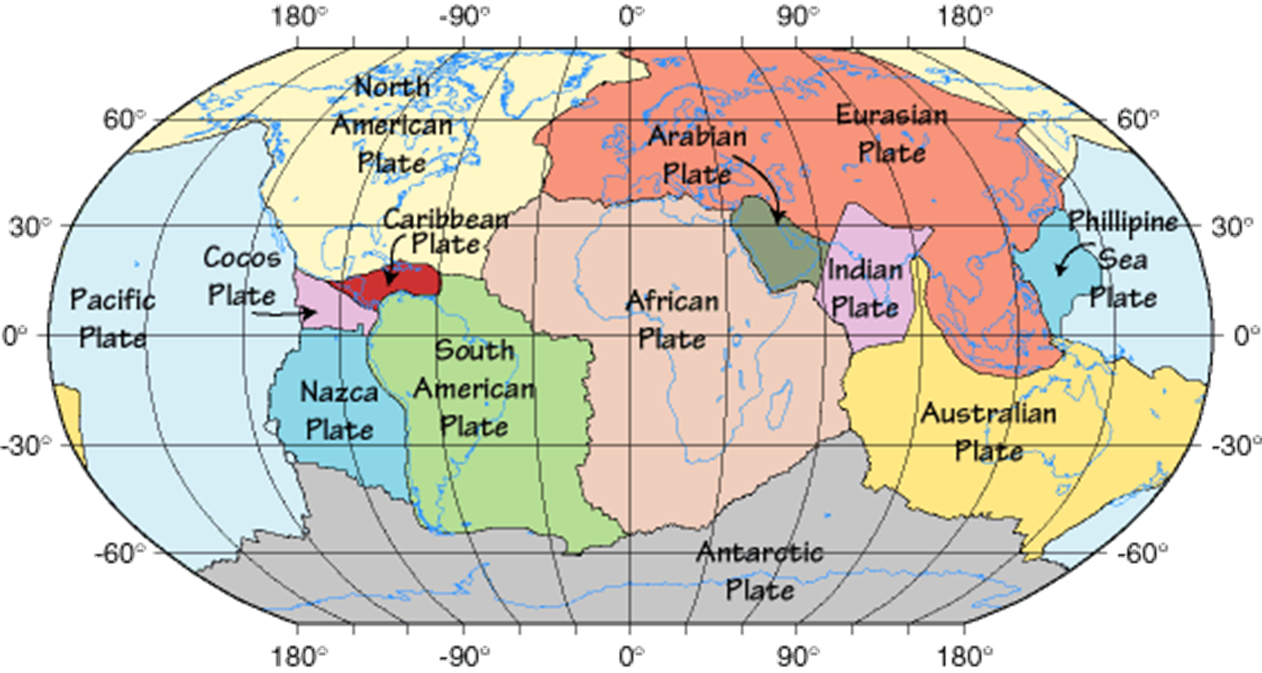 180° -90° 0° 90° 180°
North
American
Plate
Eurasian
Plate
60°
60°
Arabian
Plate
Caribbean
Plate
30°
30°
Phillipine
Sea
Plate
Cocos
Plate
Indian
Plate
Pacific
Plate
African
Plate
0°
0°
South
American
Plate
Nazca
Plate
Australian
Plate
-30°
-30°
Antarctic
Plate
-60°
-60°
180° -90° 0° 90° 180°